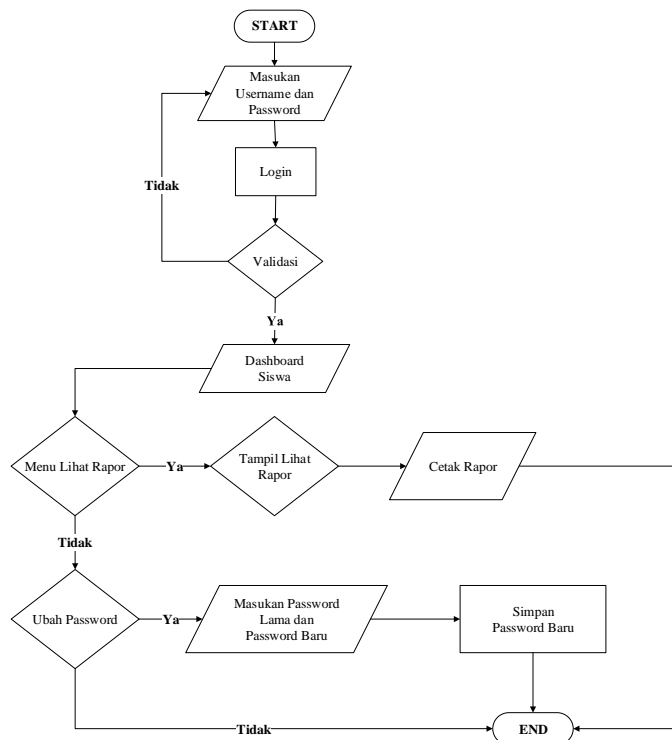 START
Masukan
Username dan
Password
Tidak
Login
Validasi
Ya
Dashboard
Siswa
Menu Lihat Rapor
Ya
Tampil Lihat
Rapor
Cetak Rapor
Tidak
Ubah Password
Ya
Masukan Password
Lama dan
Password Baru
Simpan
Password Baru
Tidak
END